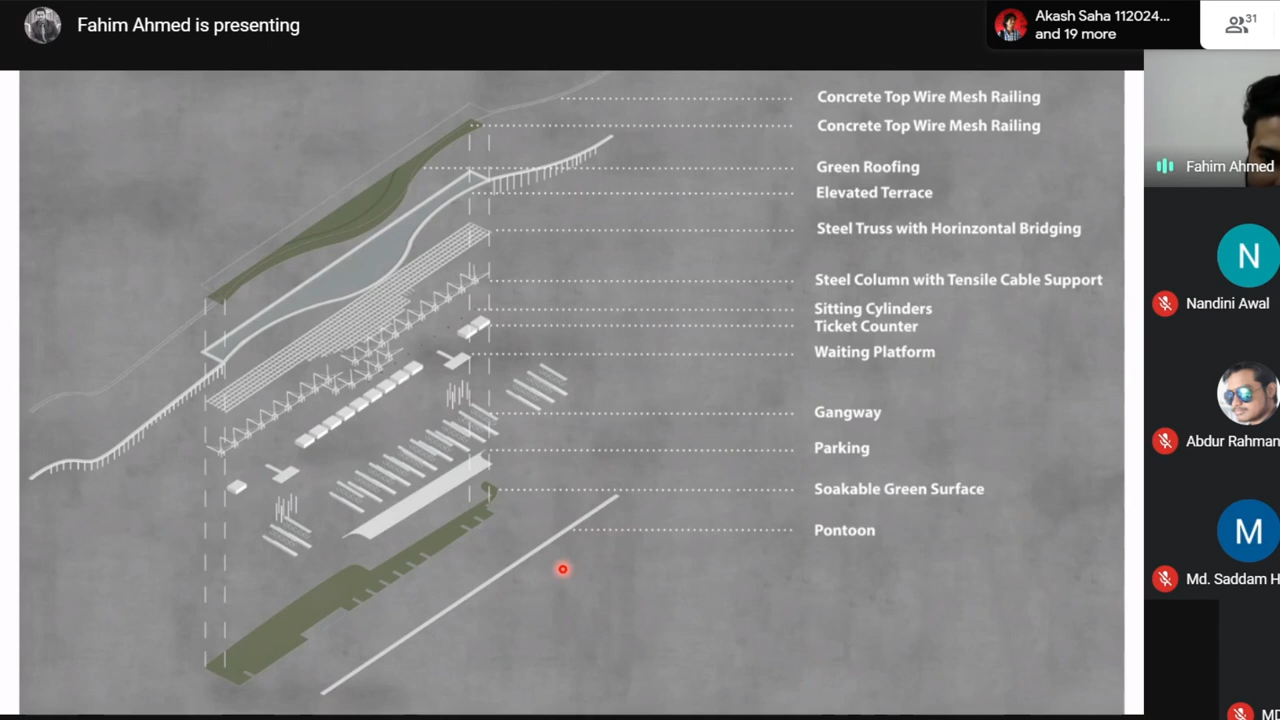 Fahim Ahmed is presenting
Akash Saha 112024...
and 19 more
31
Concrete Top Wire Mesh Railing
Concrete Top Wire Mesh Railing
Green Roofing
Elevated Terrace
Steel Truss with Horinzontal Bridging
Steel Column with Tensile Cable Support
Sitting Cylinders
Ticket Counter
Waiting Platform
Gangway
Parking
Soakable Green Surface
Pontoon
Fahim Ahmed
N
Nandini Awal
Abdur Rahman
M
Md. Saddam H
MD